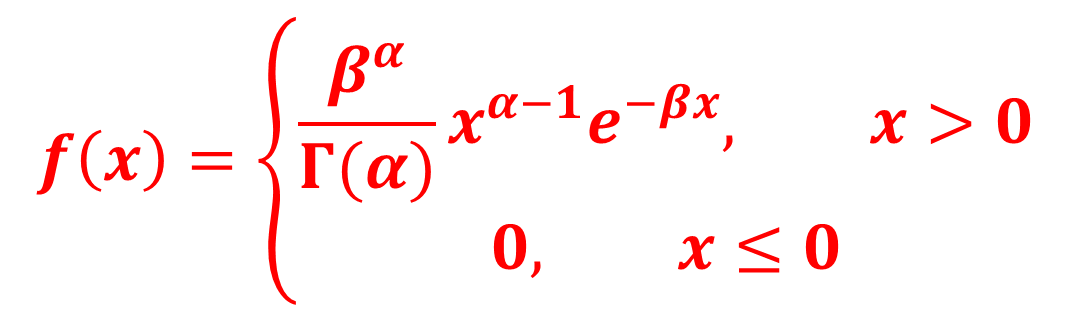 f(x) = { β^α / Γ(α) x^{α−1} e^{−βx}, x > 0
0, x ≤ 0